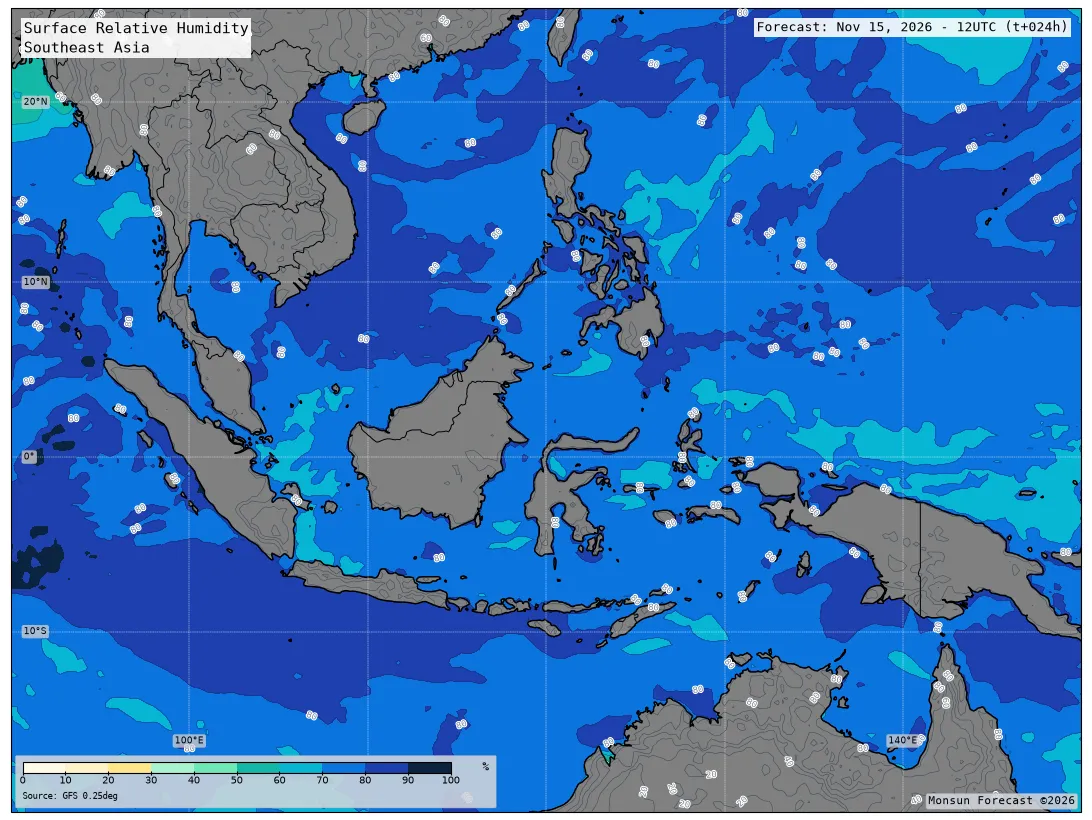 Surface Relative Humidity
Southeast Asia
Forecast: Nov 15, 2026 - 12UTC (t+024h)
20°N
10°N
0°
10°S
100°E
140°E
0 10 20 30 40 50 60 70 80 90 100 %
Source: GFS 0.25deg
Monsun Forecast ©2026